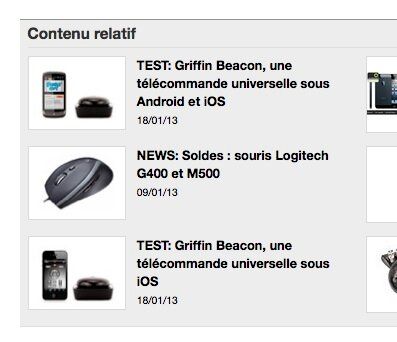 Contenu relatif
TEST: Griffin Beacon, une
télécommande universelle sous
Android et iOS
18/01/13
NEWS: Soldes : souris Logitech
G400 et M500
09/01/13
TEST: Griffin Beacon, une
télécommande universelle sous
iOS
18/01/13